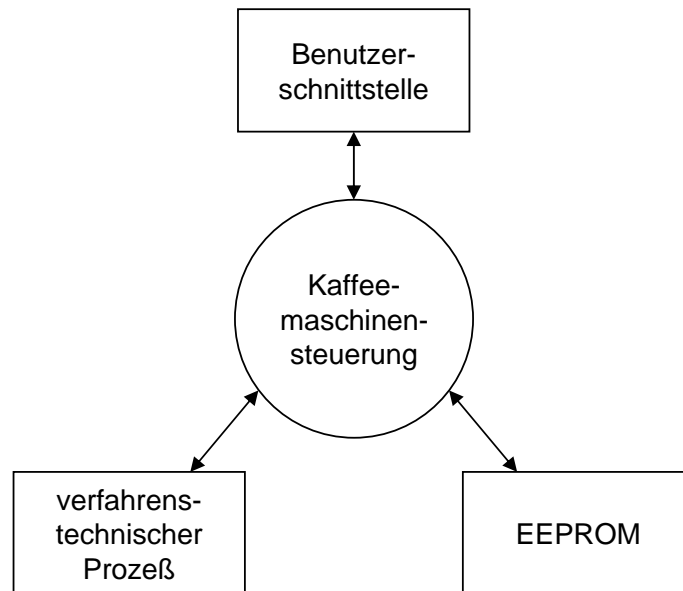 Benutzer-
schnittstelle
Kaffee-
maschinen-
steuerung
verfahrens-
technischer
Prozeß
EEPROM